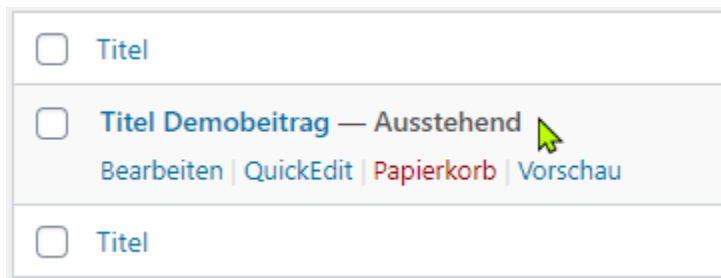 Titel
Titel Demobeitrag — Ausstehend
Bearbeiten | QuickEdit | Papierkorb | Vorschau
Titel